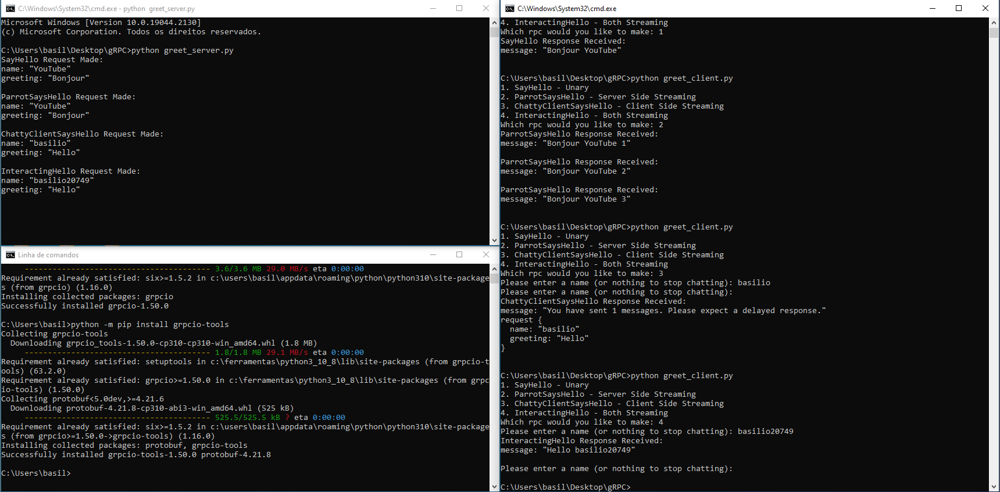 C:\Windows\System32\cmd.exe - python  greet_server.py
Microsoft Windows [Version 10.0.19044.2130]
(c) Microsoft Corporation. Todos os direitos reservados.
C:\Users\basil\Desktop\gRPC>python greet_server.py
SayHello Request Made:
name: "YouTube"
greeting: "Bonjour"
ParrotSaysHello Request Made:
name: "YouTube"
greeting: "Bonjour"
ChattyClientSaysHello Request Made:
name: "basilio"
greeting: "Hello"
InteractingHello Request Made:
name: "basilio20749"
greeting: "Hello"
Linha de comandos
---------------------------------------- 3.6/3.6 MB 29.0 MB/s eta 0:00:00
Requirement already satisfied: six>=1.5.2 in c:\users\basil\appdata\roaming\python\python310\site-package
s (from grpcio) (1.16.0)
Installing collected packages: grpcio
Successfully installed grpcio-1.50.0
C:\Users\basil>python -m pip install grpcio-tools
Collecting grpcio-tools
  Downloading grpcio_tools-1.50.0-cp310-cp310-win_amd64.whl (1.8 MB)
     ---------------------------------------- 1.8/1.8 MB 29.1 MB/s eta 0:00:00
Requirement already satisfied: setuptools in c:\ferramentas\python3_10_8\lib\site-packages (from grpcio-t
ools) (63.2.0)
Requirement already satisfied: grpcio>=1.50.0 in c:\ferramentas\python3_10_8\lib\site-packages (from grpc
io-tools) (1.50.0)
Collecting protobuf<5.0dev,>=4.21.6
  Downloading protobuf-4.21.8-cp310-abi3-win_amd64.whl (525 kB)
     ---------------------------------------- 525.5/525.5 kB ? eta 0:00:00
Requirement already satisfied: six>=1.5.2 in c:\users\basil\appdata\roaming\python\python310\site-package
s (from grpcio>=1.50.0->grpcio-tools) (1.16.0)
Installing collected packages: protobuf, grpcio-tools
Successfully installed grpcio-tools-1.50.0 protobuf-4.21.8
C:\Users\basil>
C:\Windows\System32\cmd.exe
4. InteractingHello - Both Streaming
Which rpc would you like to make: 1
SayHello Response Received:
message: "Bonjour YouTube"
C:\Users\basil\Desktop\gRPC>python greet_client.py
1. SayHello - Unary
2. ParrotSaysHello - Server Side Streaming
3. ChattyClientSaysHello - Client Side Streaming
4. InteractingHello - Both Streaming
Which rpc would you like to make: 2
ParrotSaysHello Response Received:
message: "Bonjour YouTube 1"
ParrotSaysHello Response Received:
message: "Bonjour YouTube 2"
ParrotSaysHello Response Received:
message: "Bonjour YouTube 3"
C:\Users\basil\Desktop\gRPC>python greet_client.py
1. SayHello - Unary
2. ParrotSaysHello - Server Side Streaming
3. ChattyClientSaysHello - Client Side Streaming
4. InteractingHello - Both Streaming
Which rpc would you like to make: 3
Please enter a name (or nothing to stop chatting): basilio
Please enter a name (or nothing to stop chatting):
ChattyClientSaysHello Response Received:
message: "You have sent 1 messages. Please expect a delayed response."
request {
  name: "basilio"
  greeting: "Hello"
}
C:\Users\basil\Desktop\gRPC>python greet_client.py
1. SayHello - Unary
2. ParrotSaysHello - Server Side Streaming
3. ChattyClientSaysHello - Client Side Streaming
4. InteractingHello - Both Streaming
Which rpc would you like to make: 4
Please enter a name (or nothing to stop chatting): basilio20749
InteractingHello Response Received:
message: "Hello basilio20749"
Please enter a name (or nothing to stop chatting):
C:\Users\basil\Desktop\gRPC>